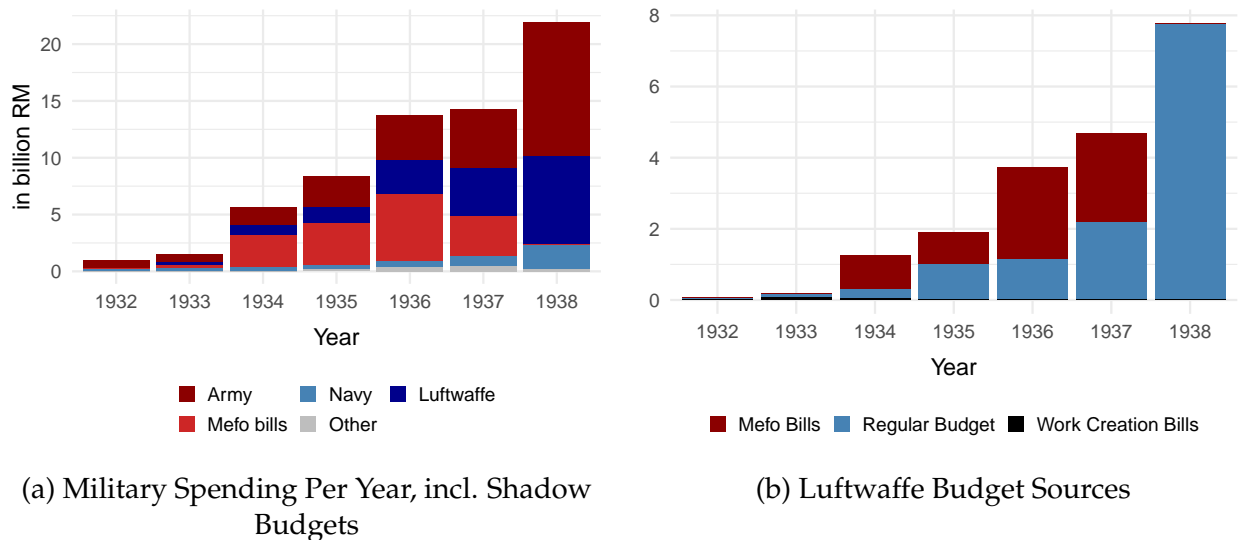 in billion RM
20
15
10
5
0
1932 1933 1934 1935 1936 1937 1938
Year
Army Navy Luftwaffe
Mefo bills Other
(a) Military Spending Per Year, incl. Shadow
Budgets
8
6
4
2
0
1932 1933 1934 1935 1936 1937 1938
Year
Mefo Bills Regular Budget Work Creation Bills
(b) Luftwaffe Budget Sources